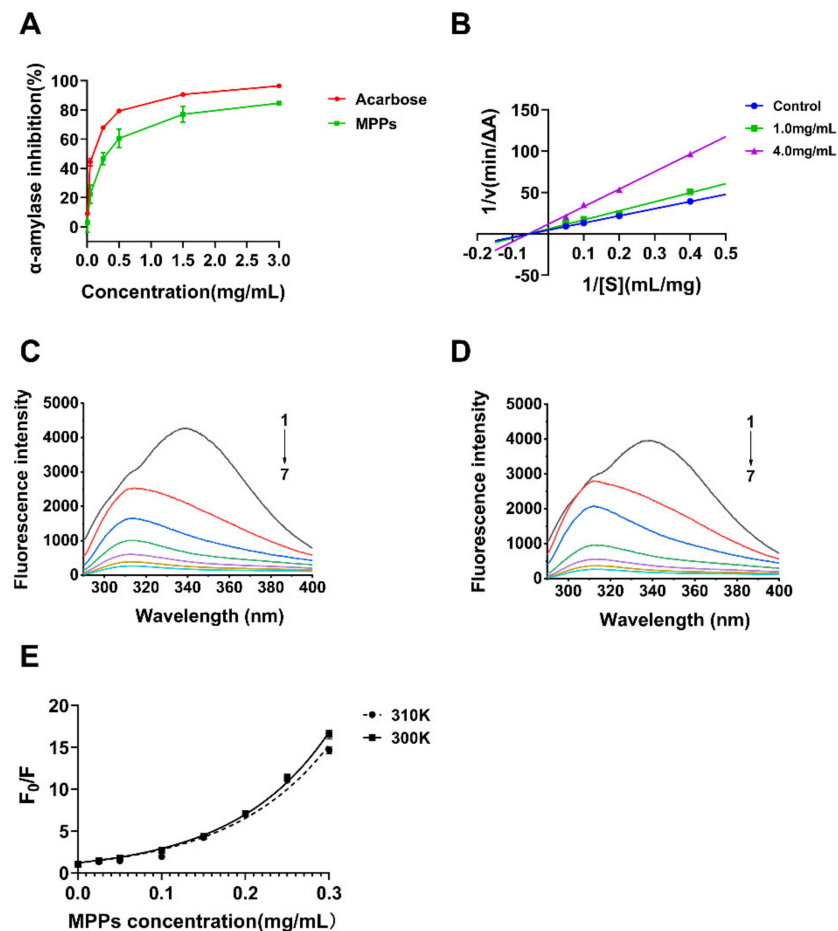 A
α-amylase inhibition(%)
100
80
60
40
20
0
0.0 0.5 1.0 1.5 2.0 2.5 3.0
Concentration(mg/mL)
Acarbose
MPPs
B
1/v(min/ΔA)
150
100
50
-50
-0.2 -0.1 0.1 0.2 0.3 0.4 0.5
1/[S](mL/mg)
Control
1.0mg/mL
4.0mg/mL
C
Fluorescence intensity
5000
4000
3000
2000
1000
0
300 320 340 360 380 400
Wavelength (nm)
1
7
D
Fluorescence intensity
5000
4000
3000
2000
1000
0
300 320 340 360 380 400
Wavelength (nm)
1
7
E
F0/F
20
15
10
5
0
0.0 0.1 0.2 0.3
MPPs concentration(mg/mL)
310K
300K